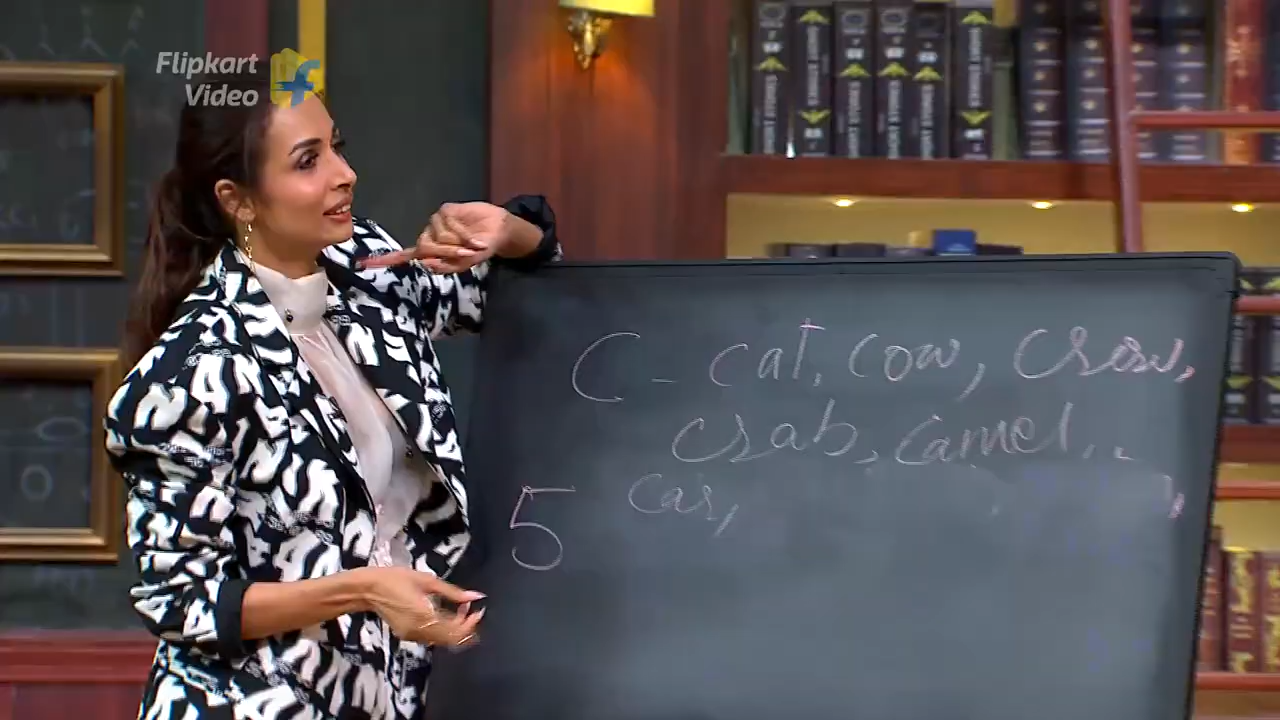 Flipkart
Video
C - cat, cow, crow,
crab, camel, ..
5 car,